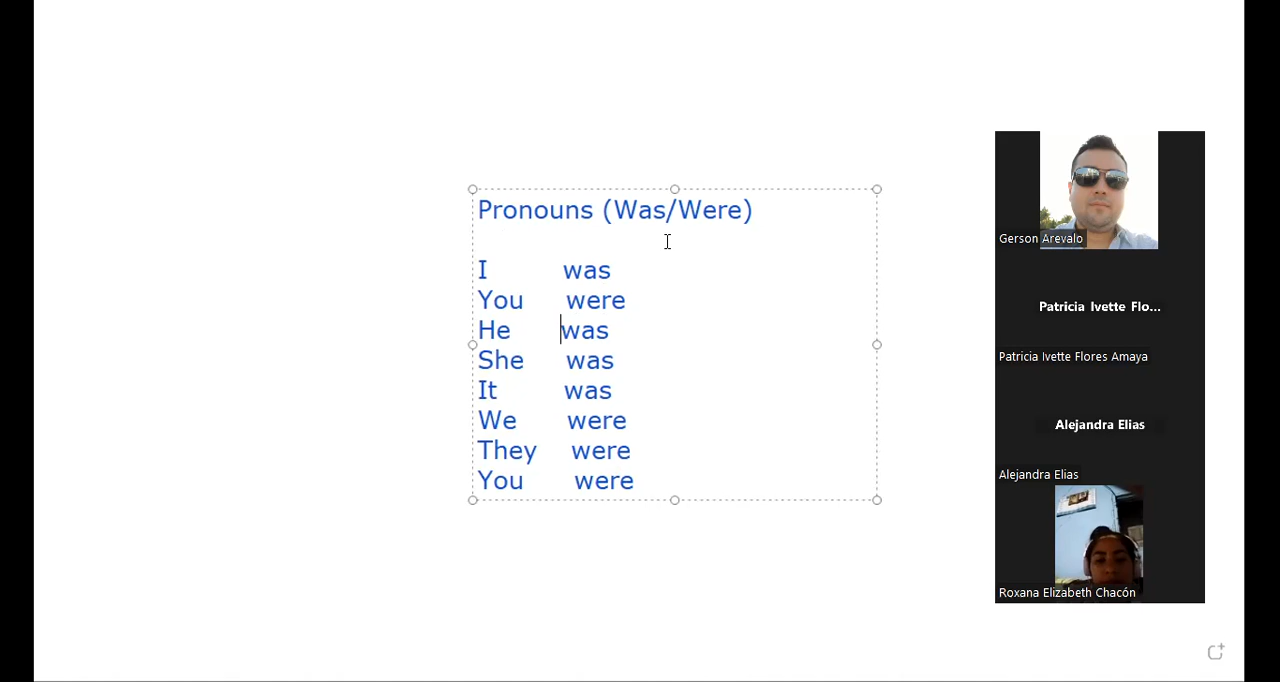 Pronouns (Was/Were)
I was
You were
He was
She was
It was
We were
They were
You were
Gerson Arevalo
Patricia Ivette Flo...
Patricia Ivette Flores Amaya
Alejandra Elias
Alejandra Elias
Roxana Elizabeth Chacón